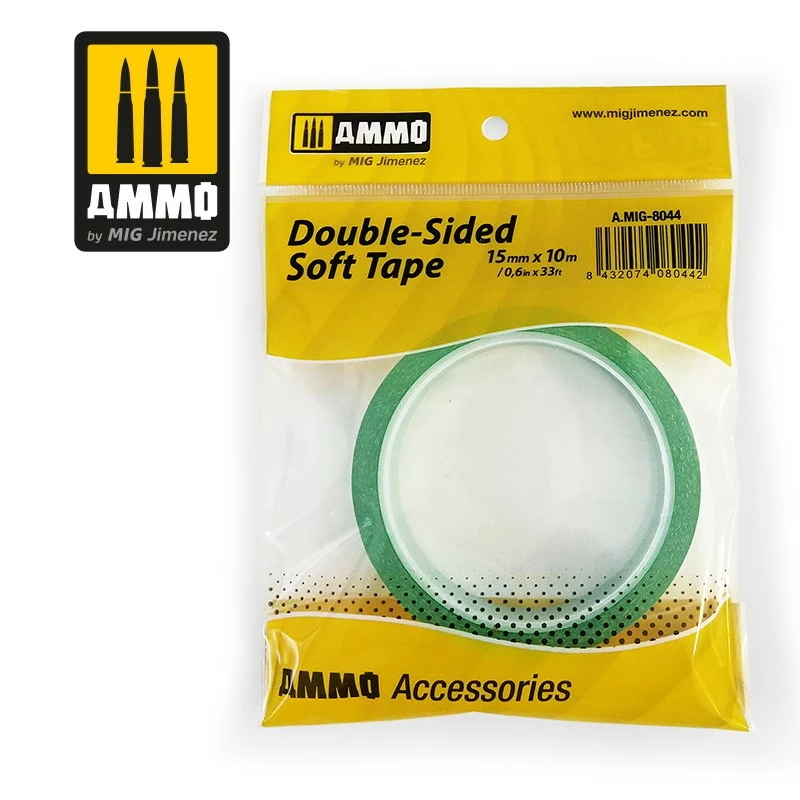 AMMO
by MIG Jimenez
AMMO
by MIG Jimenez
www.migjimenez.com
Double-Sided
Soft Tape
15mm x 10m
/ 0,6in x 33ft
A.MIG-8044
8 432074 080442
AMMO Accessories